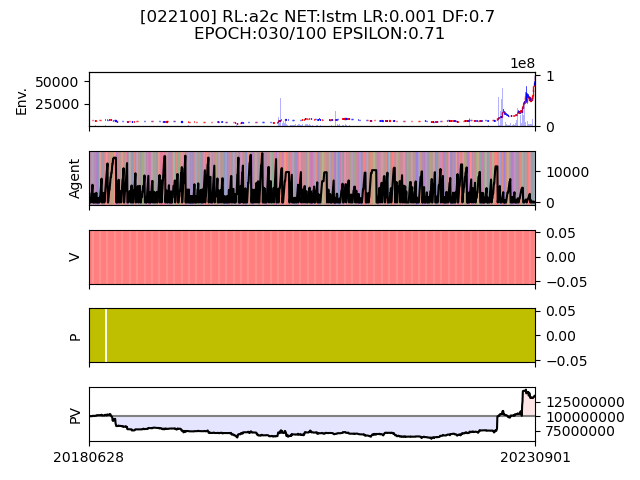 [022100] RL:a2c NET:lstm LR:0.001 DF:0.7
EPOCH:030/100 EPSILON:0.71
1e8
Env.
50000
25000
1
0
Agent
10000
0
V
0.05
0.00
−0.05
P
0.05
0.00
−0.05
PV
125000000
100000000
75000000
20180628
20230901